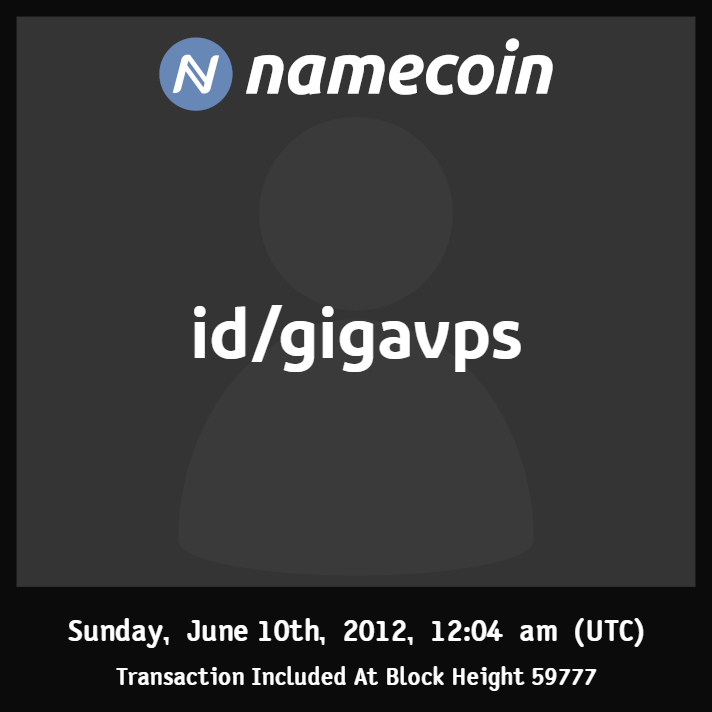 namecoin
id/gigavps
Sunday, June 10th, 2012, 12:04 am (UTC)
Transaction Included At Block Height 59777